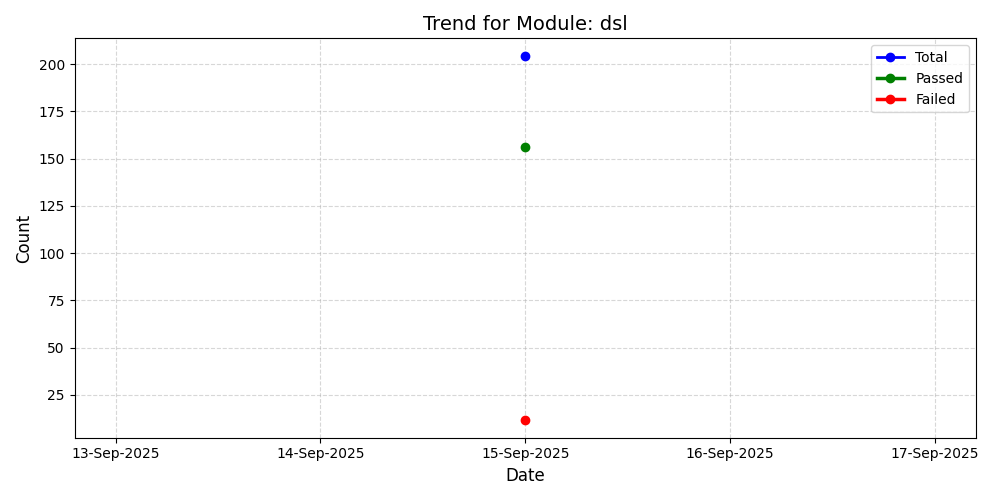 Trend for Module: dsl
Total
Passed
Failed
200
175
150
125
100
75
50
25
Count
13-Sep-2025
14-Sep-2025
15-Sep-2025
16-Sep-2025
17-Sep-2025
Date